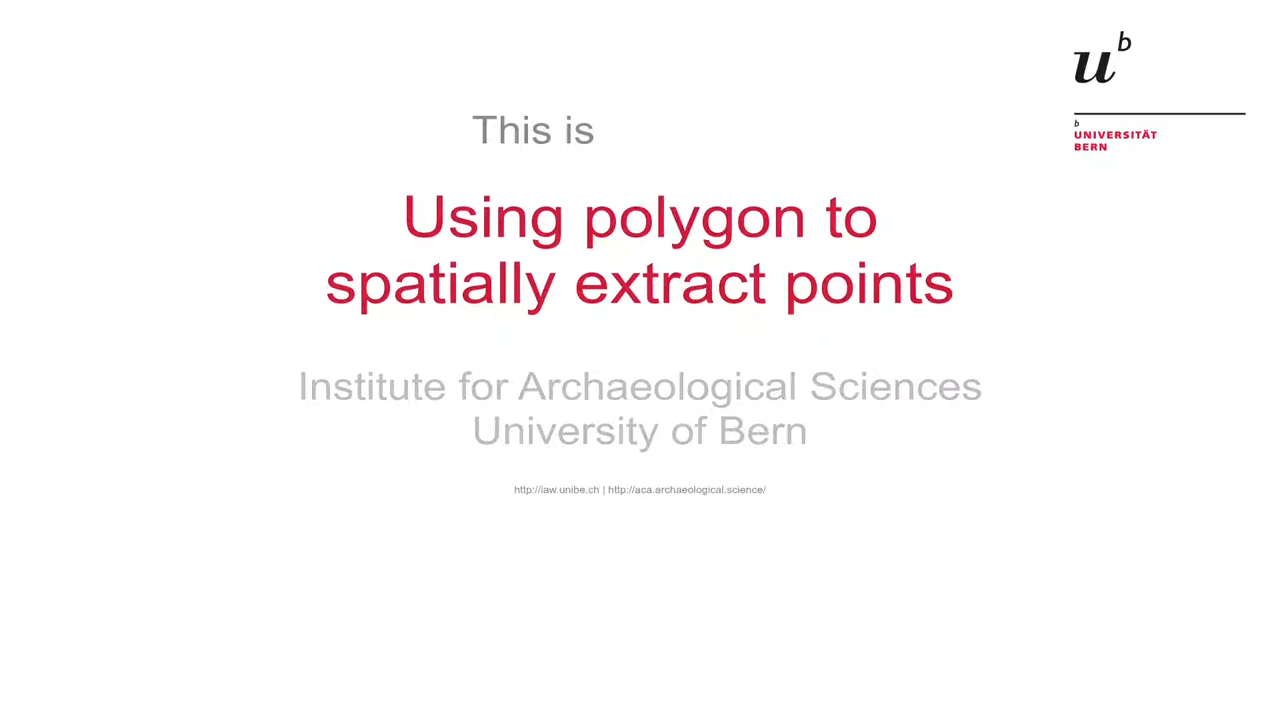 u b
b
UNIVERSITÄT
BERN
This is
Using polygon to
spatially extract points
Institute for Archaeological Sciences
University of Bern
http://iaw.unibe.ch | http://aca.archaeological.science/